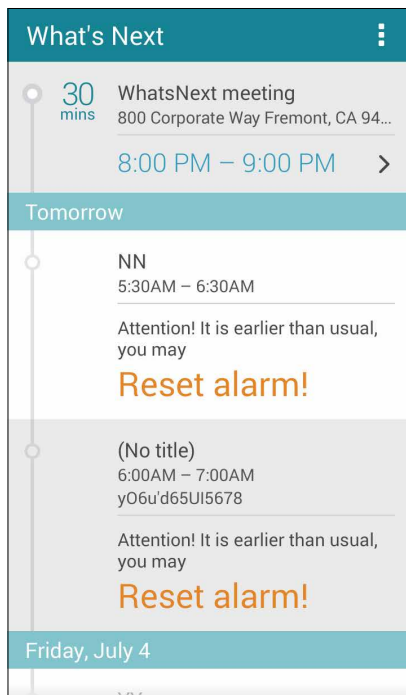 What's Next
30
mins
WhatsNext meeting
800 Corporate Way Fremont, CA 94...
8:00 PM – 9:00 PM
Tomorrow
NN
5:30AM – 6:30AM
Attention! It is earlier than usual,
you may
Reset alarm!
(No title)
6:00AM – 7:00AM
yO6u'd65UI5678
Attention! It is earlier than usual,
you may
Reset alarm!
Friday, July 4